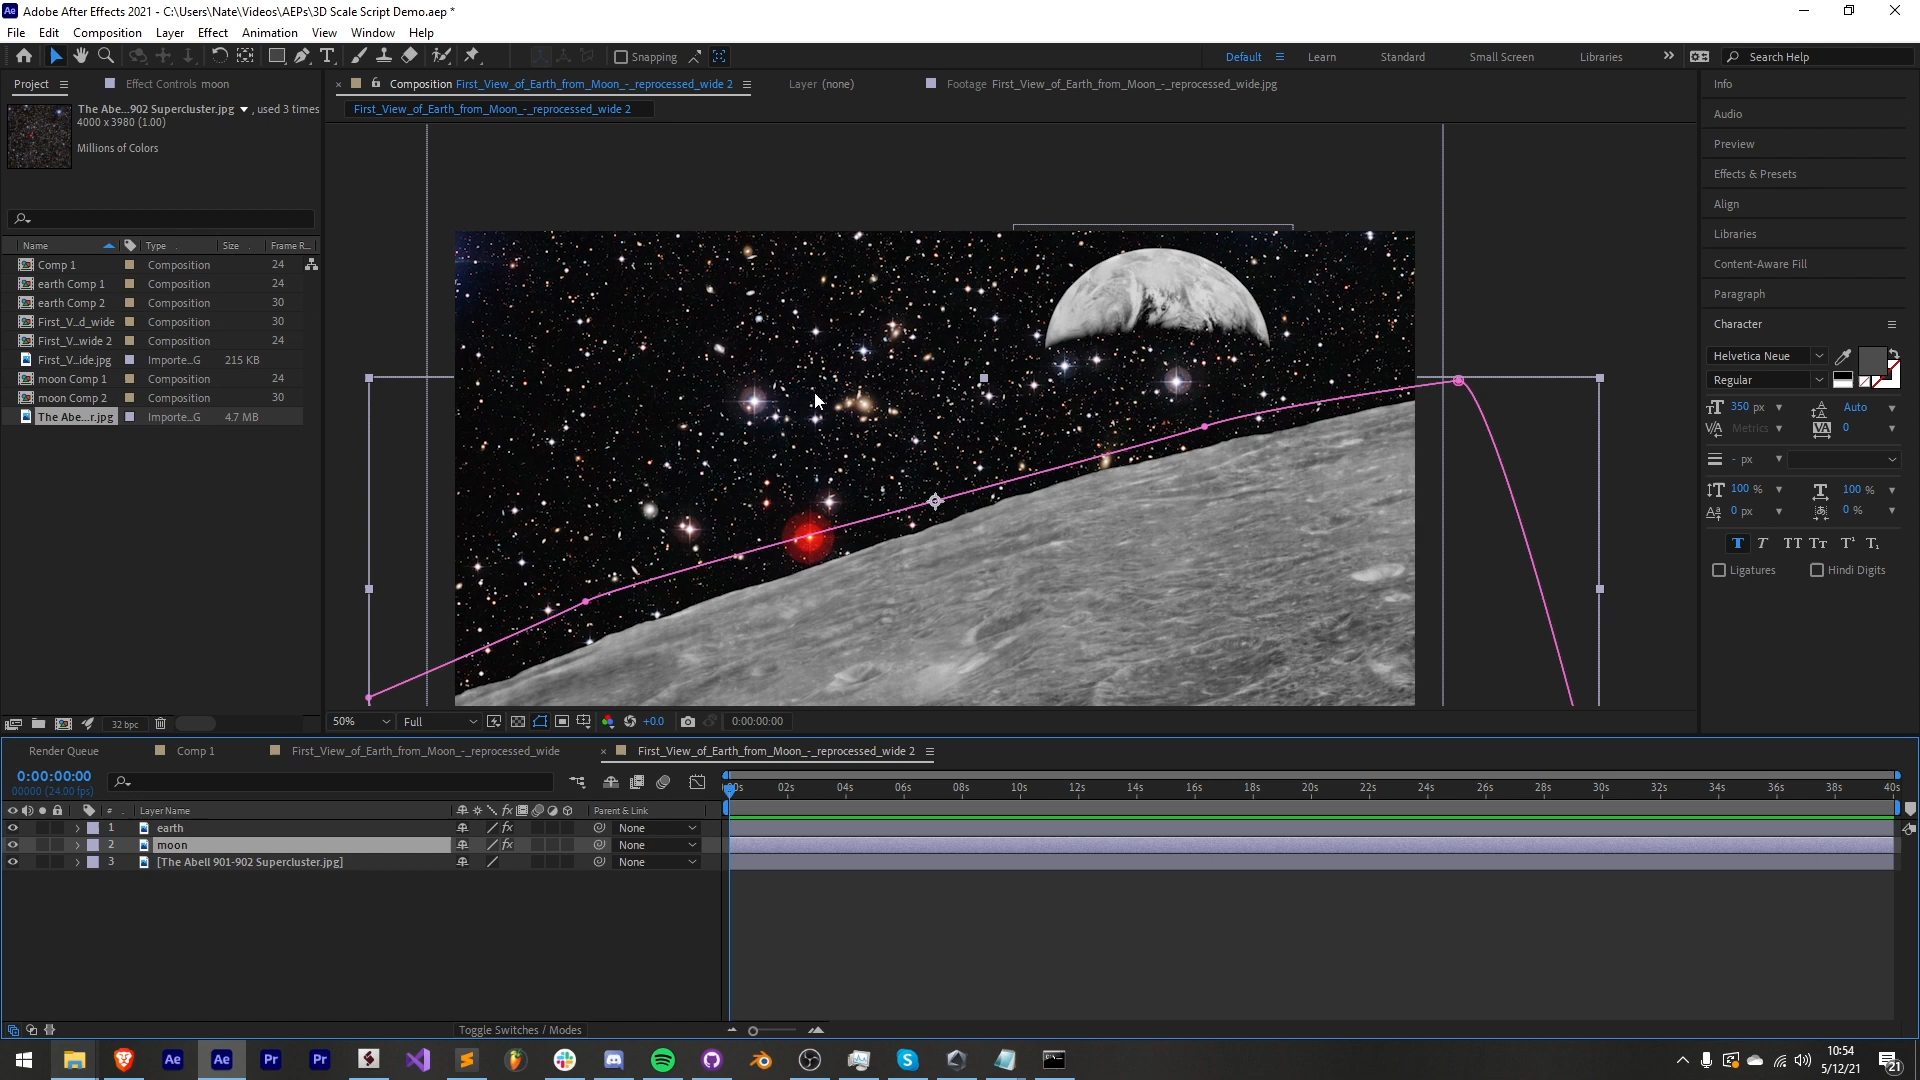 Adobe After Effects 2021 - C:\Users\Nate\Videos\AEPs\3D Scale Script Demo.aep *
File Edit Composition Layer Effect Animation View Window Help
Snapping
Default Learn Standard Small Screen Libraries Search Help
Project Effect Controls moon
Composition First_View_of_Earth_from_Moon_-_reprocessed_wide 2
Layer (none)
Footage First_View_of_Earth_from_Moon_-_reprocessed_wide.jpg
First_View_of_Earth_from_Moon_-_reprocessed_wide 2
The Abe...902 Supercluster.jpg , used 3 times
4000 x 3980 (1.00)
Millions of Colors
Name Type Size Frame R...
Comp 1 Composition 24
earth Comp 1 Composition 24
earth Comp 2 Composition 30
First_V...d_wide Composition 30
First_V...wide 2 Composition 24
First_V...ide.jpg Importe...G 215 KB
moon Comp 1 Composition 24
moon Comp 2 Composition 30
The Abe...r.jpg Importe...G 4.7 MB
32 bpc
50% Full +0.0 0:00:00:00
Info
Audio
Preview
Effects & Presets
Align
Libraries
Content-Aware Fill
Paragraph
Character
Helvetica Neue
Regular
350 px Auto
Metrics 0
- px
100 % 100 %
0 px 0 %
T T TT Tt T¹ T₁
Ligatures Hindi Digits
Render Queue Comp 1 First_View_of_Earth_from_Moon_-_reprocessed_wide First_View_of_Earth_from_Moon_-_reprocessed_wide 2
0:00:00:00
00000 (24.00 fps)
02s 04s 06s 08s 10s 12s 14s 16s 18s 20s 22s 24s 26s 28s 30s 32s 34s 36s 38s 40s
# Layer Name Parent & Link
1 earth None
2 moon None
3 [The Abell 901-902 Supercluster.jpg] None
Toggle Switches / Modes
10:54
5/12/21
21